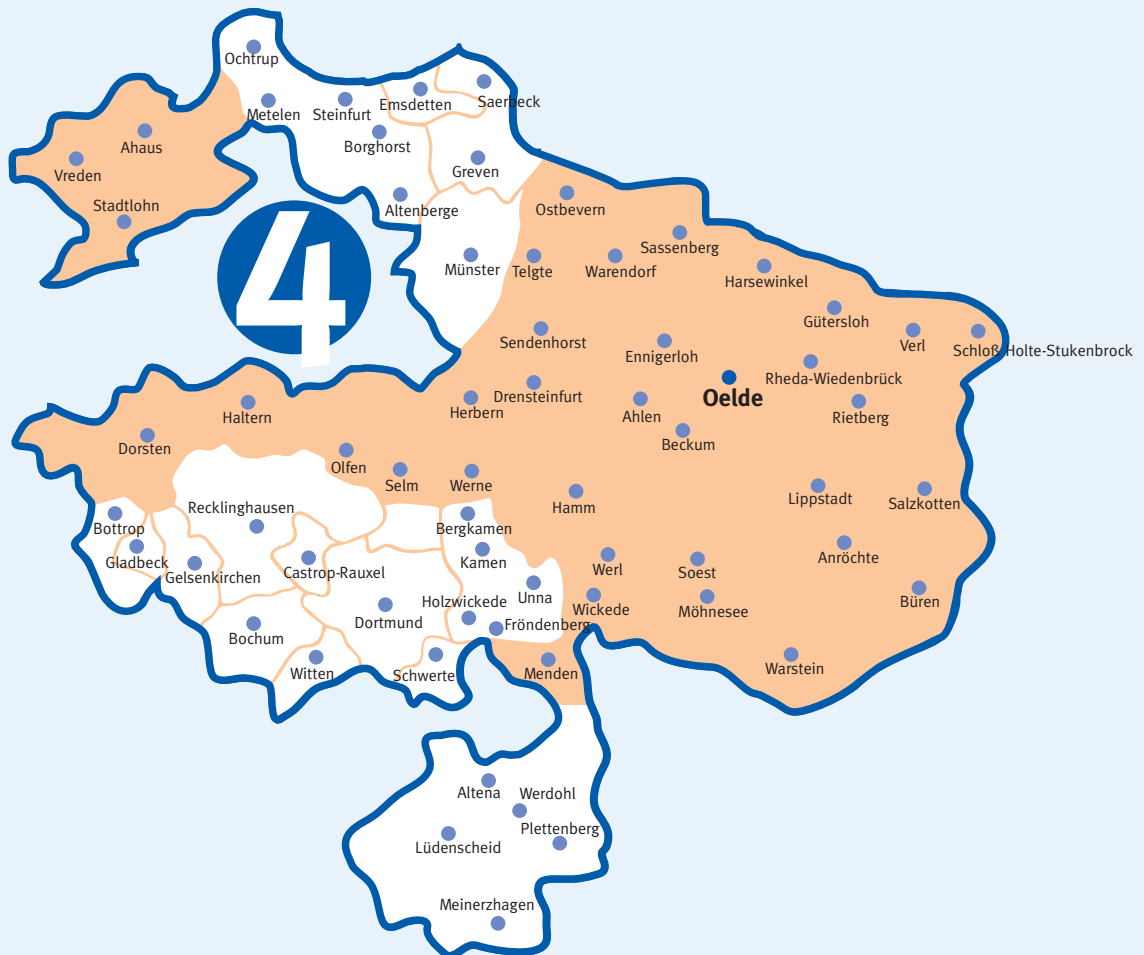 Ochtrup
Metelen
Steinfurt
Emsdetten
Saerbeck
Borghorst
Ahaus
Vreden
Greven
Stadtlohn
Altenberge
Ostbevern
4
Münster
Telgte
Warendorf
Sassenberg
Harsewinkel
Gütersloh
Verl
Schloß Holte-Stukenbrock
Sendenhorst
Ennigerloh
Rheda-Wiedenbrück
Oelde
Drensteinfurt
Herbern
Ahlen
Rietberg
Haltern
Beckum
Dorsten
Olfen
Selm
Werne
Hamm
Lippstadt
Salzkotten
Recklinghausen
Bottrop
Bergkamen
Gladbeck
Gelsenkirchen
Castrop-Rauxel
Kamen
Werl
Soest
Anröchte
Unna
Holzwickede
Wickede
Möhnesee
Büren
Dortmund
Fröndenberg
Bochum
Witten
Schwerte
Menden
Warstein
Altena
Werdohl
Plettenberg
Lüdenscheid
Meinerzhagen